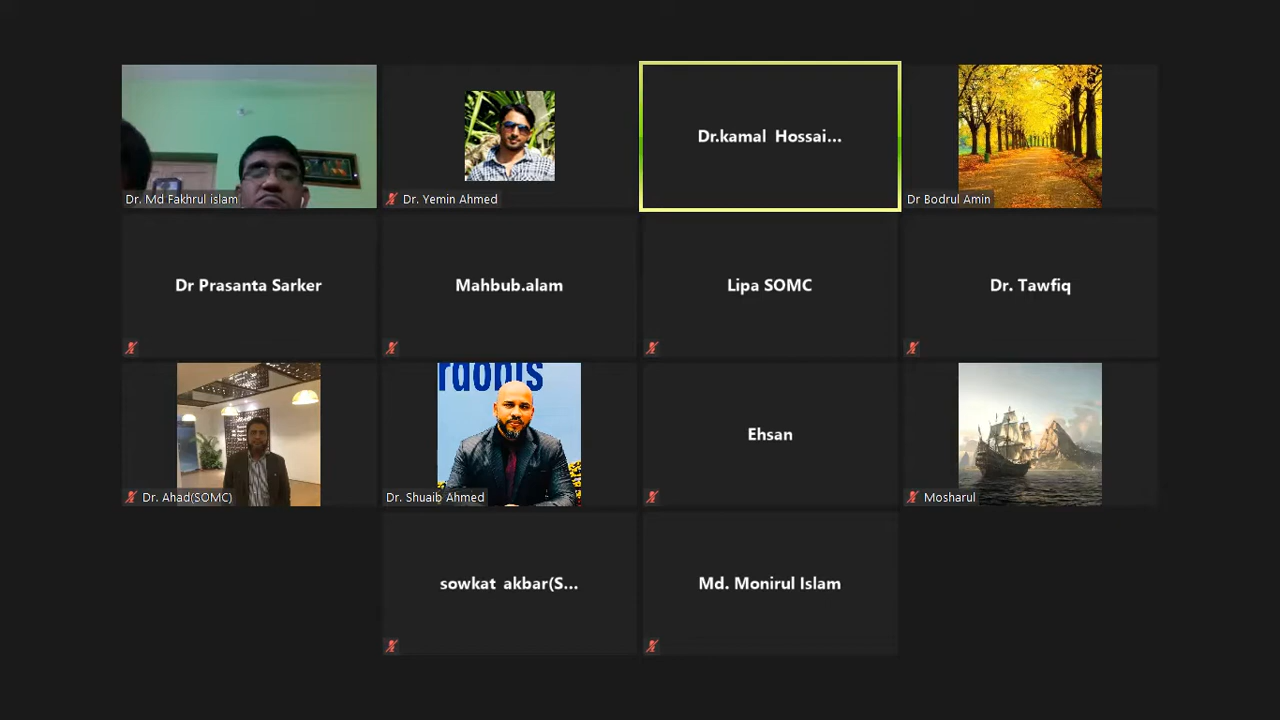 Dr. Md Fakhrul islam
Dr. Yemin Ahmed
Dr.kamal Hossai...
Dr Bodrul Amin
Dr Prasanta Sarker
Mahbub.alam
Lipa SOMC
Dr. Tawfiq
Dr. Ahad(SOMC)
Dr. Shuaib Ahmed
Ehsan
Mosharul
sowkat akbar(S...
Md. Monirul Islam